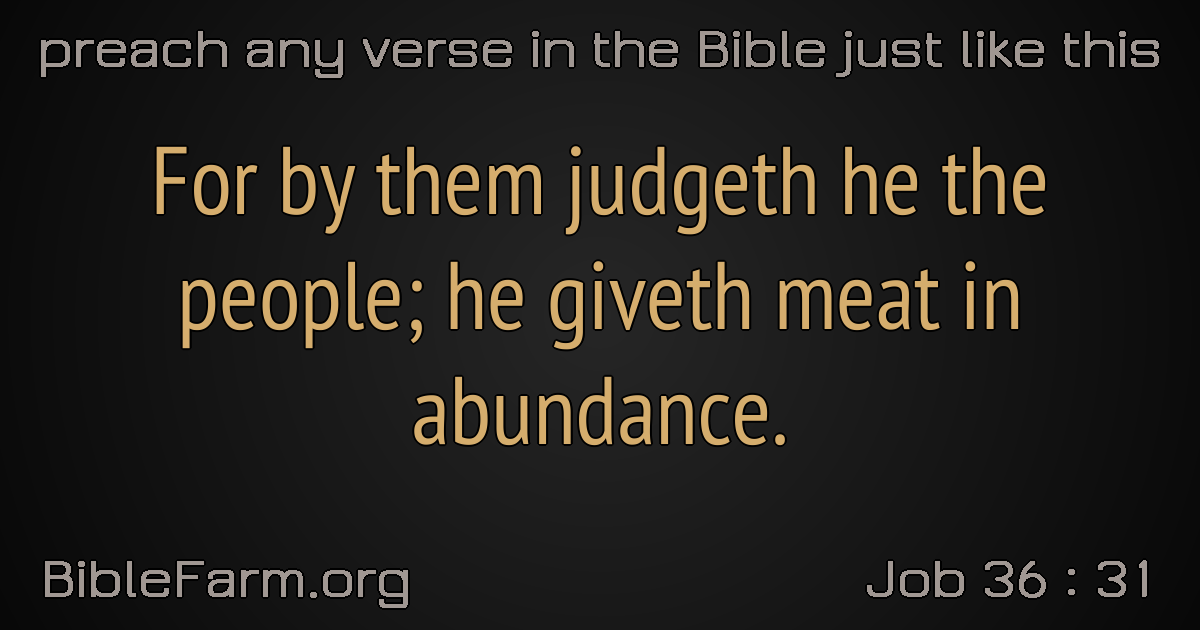 preach any verse in the Bible just like this
For by them judgeth he the
people; he giveth meat in
abundance.
BibleFarm.org
Job 36 : 31